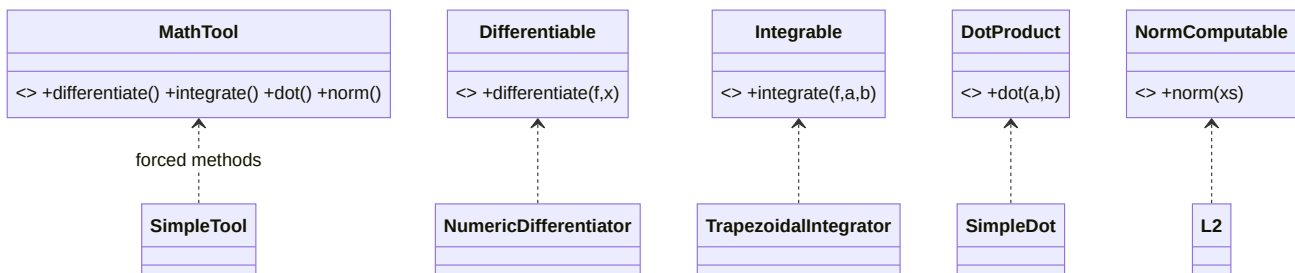 MathTool
<> +differentiate() +integrate() +dot() +norm()
Differentiable
<> +differentiate(f,x)
Integrable
<> +integrate(f,a,b)
DotProduct
<> +dot(a,b)
NormComputable
<> +norm(xs)
forced methods
SimpleTool
NumericDifferentiator
TrapezoidalIntegrator
SimpleDot
L2